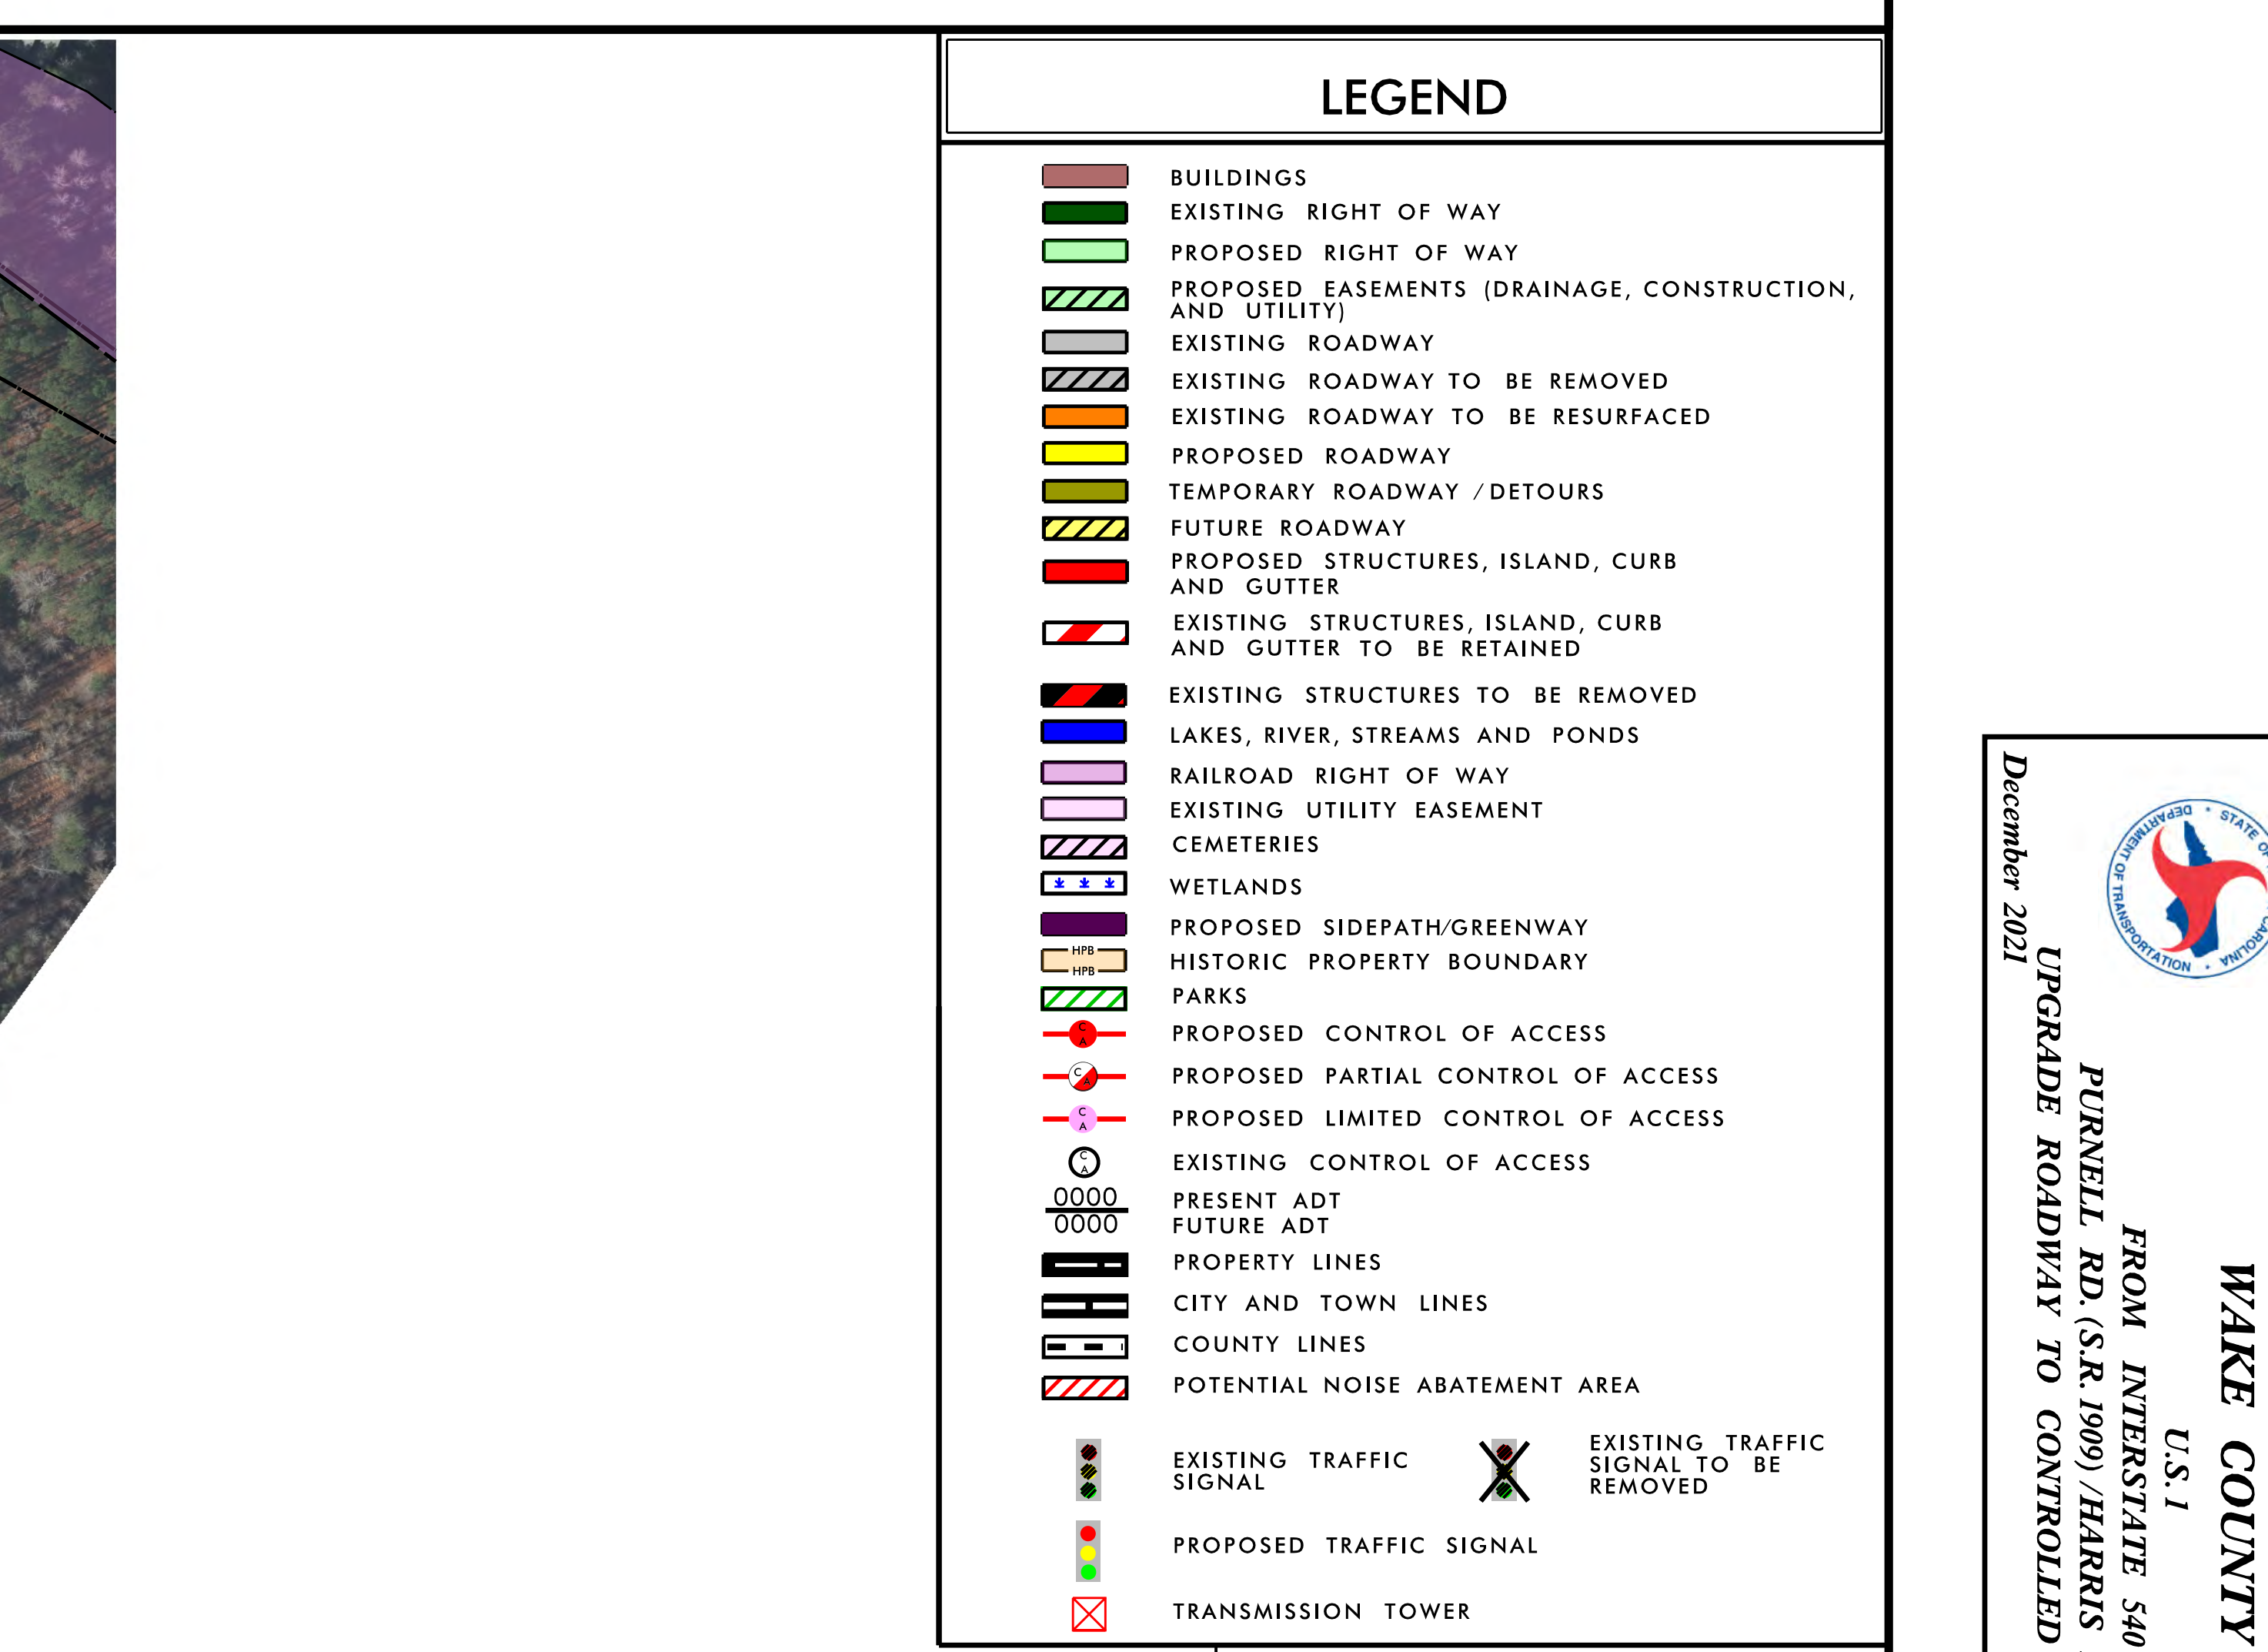 LEGEND
BUILDINGS
EXISTING RIGHT OF WAY
PROPOSED RIGHT OF WAY
PROPOSED EASEMENTS (DRAINAGE, CONSTRUCTION,
AND UTILITY)
EXISTING ROADWAY
EXISTING ROADWAY TO BE REMOVED
EXISTING ROADWAY TO BE RESURFACED
PROPOSED ROADWAY
TEMPORARY ROADWAY / DETOURS
FUTURE ROADWAY
PROPOSED STRUCTURES, ISLAND, CURB
AND GUTTER
EXISTING STRUCTURES, ISLAND, CURB
AND GUTTER TO BE RETAINED
EXISTING STRUCTURES TO BE REMOVED
LAKES, RIVER, STREAMS AND PONDS
RAILROAD RIGHT OF WAY
EXISTING UTILITY EASEMENT
CEMETERIES
WETLANDS
PROPOSED SIDEPATH/GREENWAY
HPB
HPB
HISTORIC PROPERTY BOUNDARY
PARKS
C
A
PROPOSED CONTROL OF ACCESS
C
A
PROPOSED PARTIAL CONTROL OF ACCESS
C
A
PROPOSED LIMITED CONTROL OF ACCESS
C
A
EXISTING CONTROL OF ACCESS
0000
0000
PRESENT ADT
FUTURE ADT
PROPERTY LINES
CITY AND TOWN LINES
COUNTY LINES
POTENTIAL NOISE ABATEMENT AREA
EXISTING TRAFFIC
SIGNAL
EXISTING TRAFFIC
SIGNAL TO BE
REMOVED
PROPOSED TRAFFIC SIGNAL
TRANSMISSION TOWER
WAKE COUNTY
U.S. 1
FROM INTERSTATE 540
PURNELL RD. (S.R. 1909) / HARRIS
UPGRADE ROADWAY TO CONTROLLED
December 2021
STATE OF
CAROLINA
DEPARTMENT OF TRANSPORTATION